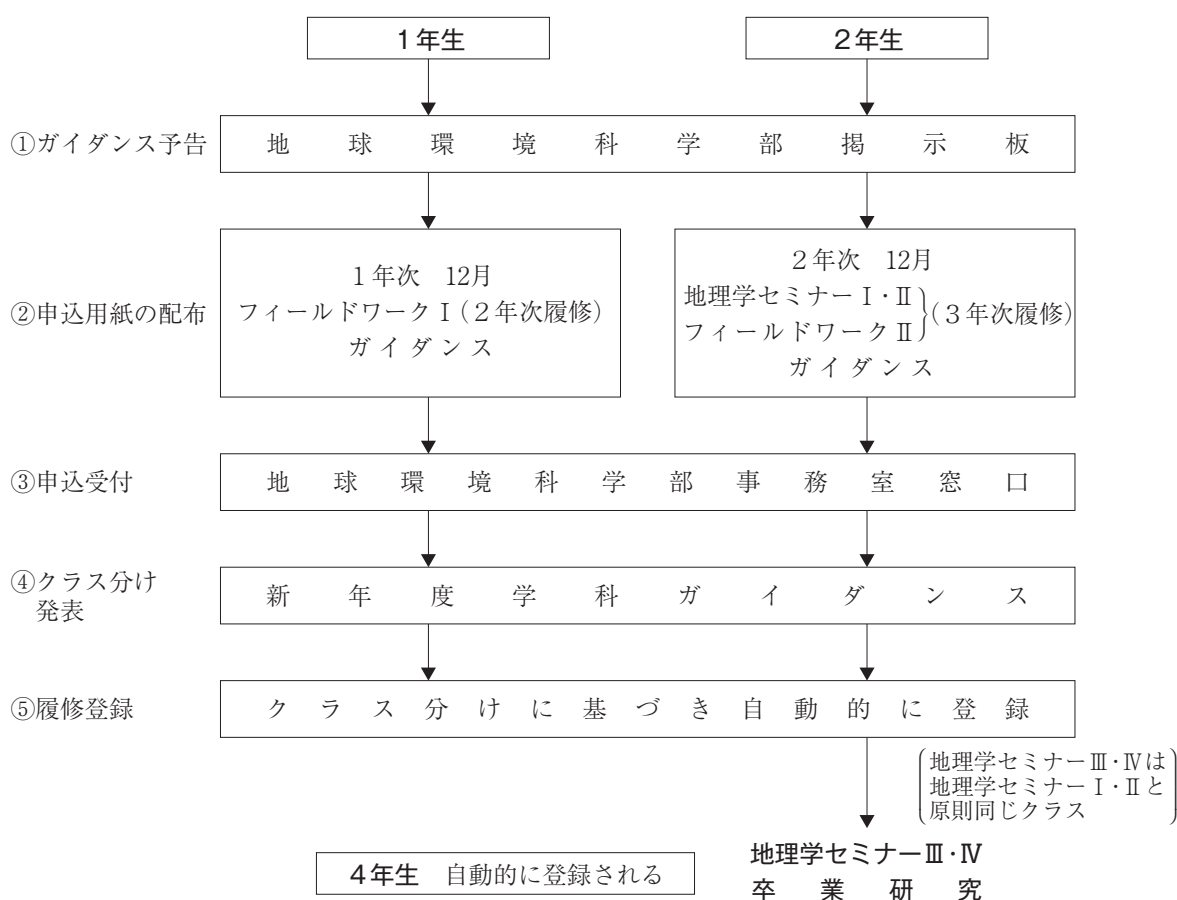 1年生
2年生
①ガイダンス予告
地球環境科学部掲示板
②申込用紙の配布
1年次 12月
フィールドワークⅠ(2年次履修)
ガイダンス
2年次 12月
地理学セミナーⅠ・Ⅱ
フィールドワークⅡ
(3年次履修)
ガイダンス
③申込受付
地球環境科学部事務室窓口
④クラス分け
発表
新年度学科ガイダンス
⑤履修登録
クラス分けに基づき自動的に登録
地理学セミナーⅢ・Ⅳは
地理学セミナーⅠ・Ⅱと
原則同じクラス
4年生 自動的に登録される
地理学セミナーⅢ・Ⅳ
卒業研究